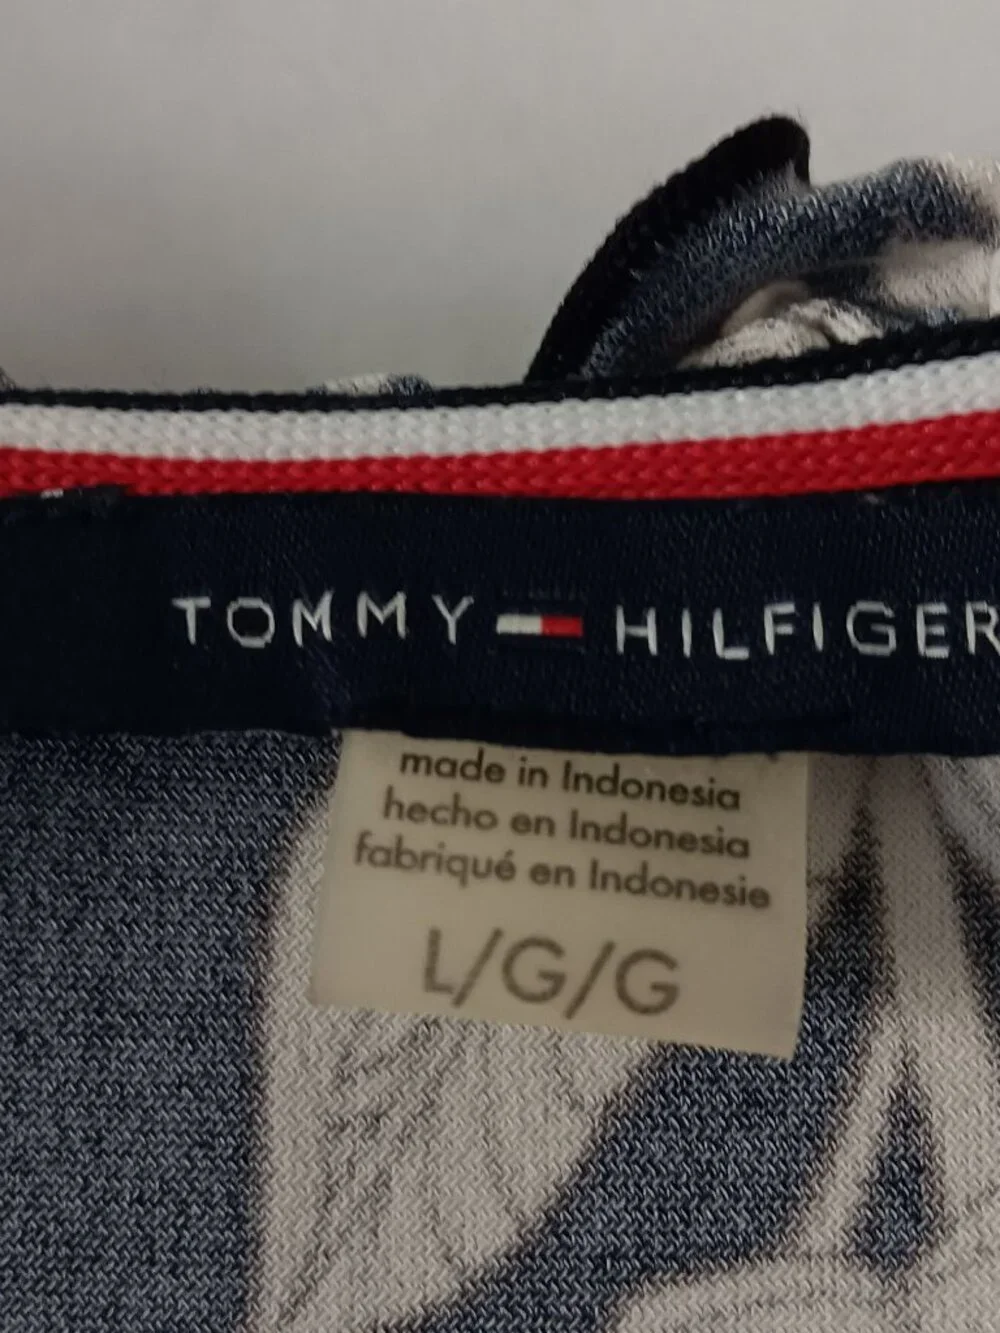 TOMMY HILFIGER
made in Indonesia
hecho en Indonesia
fabriqué en Indonesie
L/G/G